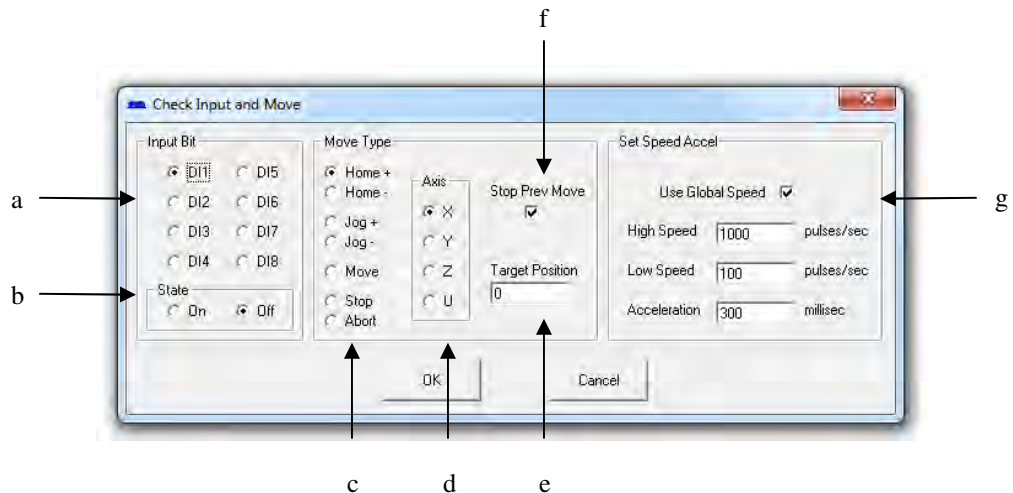 f
Check Input and Move
Input Bit
DI1 DI5
DI2 DI6
DI3 DI7
DI4 DI8
State
On Off
Move Type
Home +
Home -
Jog +
Jog -
Move
Stop
Abort
Axis
X
Y
Z
U
Stop Prev Move
Target Position
0
Set Speed Accel
Use Global Speed
High Speed 1000 pulses/sec
Low Speed 100 pulses/sec
Acceleration 300 millisec
OK Cancel
a
b
g
c d e